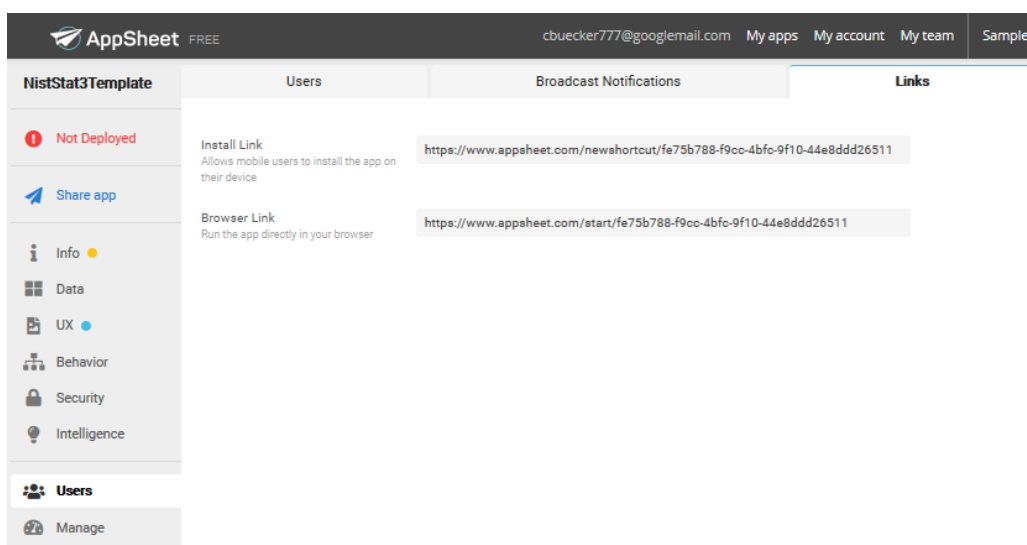 AppSheet FREE
cbuecker777@googlemail.com My apps My account My team Sample
NistStat3Template
Users Broadcast Notifications Links
Not Deployed
Share app
Info
Data
UX
Behavior
Security
Intelligence
Users
Manage
Install Link
Allows mobile users to install the app on
their device
https://www.appsheet.com/newshortcut/fe75b788-f9cc-4bfc-9f10-44e8ddd26511
Browser Link
Run the app directly in your browser
https://www.appsheet.com/start/fe75b788-f9cc-4bfc-9f10-44e8ddd26511